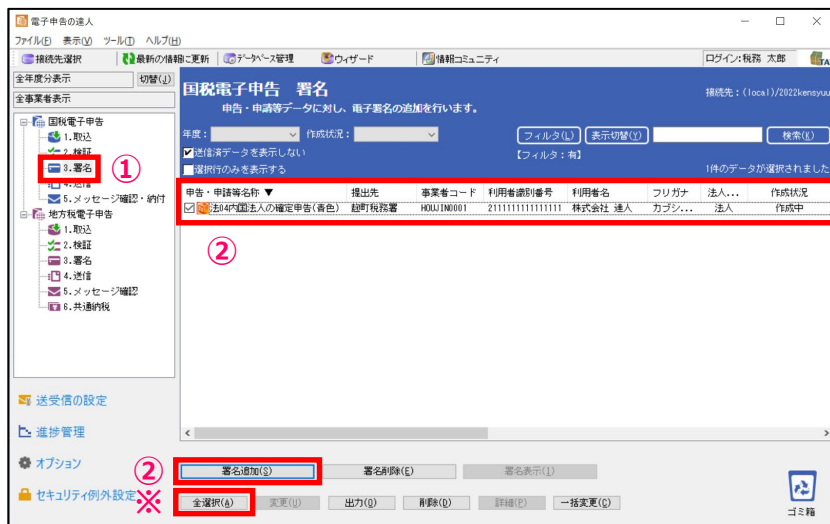 電子申告の達人
ファイル(F) 表示(V) ツール(T) ヘルプ(H)
接続先選択 最新の情報に更新 データベース管理 ウィザード 情報コミュニティ ログイン:税務 太郎 TA
全年度分表示 切替(J)
全事業者表示
国税電子申告
1.取込
2.検証
3.署名
①
4.送信
5.メッセージ確認・納付
地方税電子申告
1.取込
2.検証
3.署名
4.送信
5.メッセージ確認
6.共通納税
送受信の設定
進捗管理
オプション
セキュリティ例外設定
国税電子申告 署名
接続先:(local)/2022kensyuu
申告・申請等データに対し、電子署名の追加を行います。
年度: 作成状況: フィルタ(L) 表示切替(Y) 検索(K)
送信済データを表示しない 【フィルタ:有】
選択行のみを表示する 1件のデータが選択されました
申告・申請等名称 ▼ 提出先 事業者コード 利用者識別番号 利用者名 フリガナ 法人... 作成状況
法04内国法人の確定申告(青色) 麹町税務署 HOUJIN0001 2111111111111111 株式会社 達人 カブシ... 法人 作成中
②
② 署名追加(S) 署名削除(E) 署名表示(I)
※ 全選択(A) 変更(U) 出力(O) 削除(D) 詳細(P) 一括変更(C)
ゴミ箱